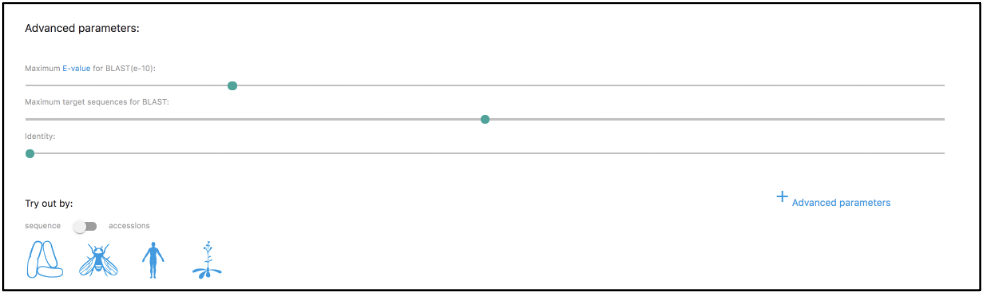 Advanced parameters:
Maximum E-value for BLAST(e-10):
Maximum target sequences for BLAST:
Identity:
Try out by:
+ Advanced parameters
sequence accessions